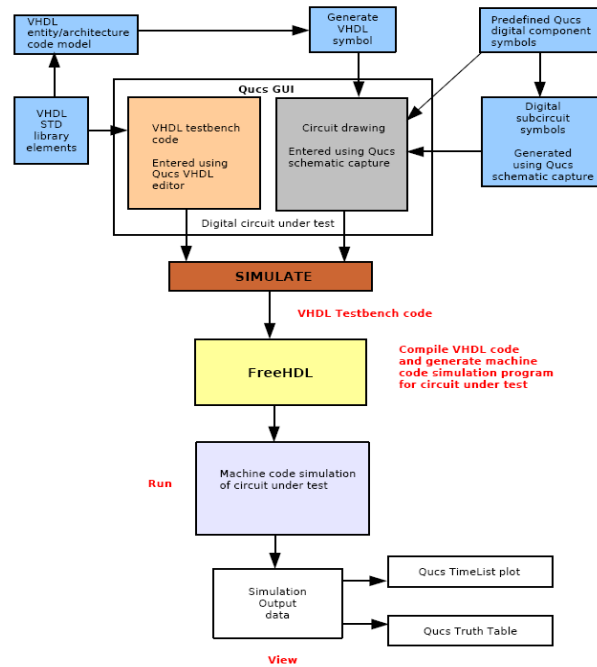 VHDL
entity/architecture
code model
Generate
VHDL
symbol
Predefined Qucs
digital component
symbols
VHDL
STD
library
elements
Qucs GUI
VHDL testbench
code
Entered using
Qucs VHDL
editor
Circuit drawing
Entered using Qucs
schematic capture
Digital
subcircuit
symbols
Generated using Qucs
schematic capture
Digital circuit under test
SIMULATE
VHDL Testbench code
FreeHDL
Compile VHDL code
and generate machine
code simulation program
for circuit under test
Run
Machine code simulation
of circuit under test
Simulation
Output
data
Qucs TimeList plot
Qucs Truth Table
View